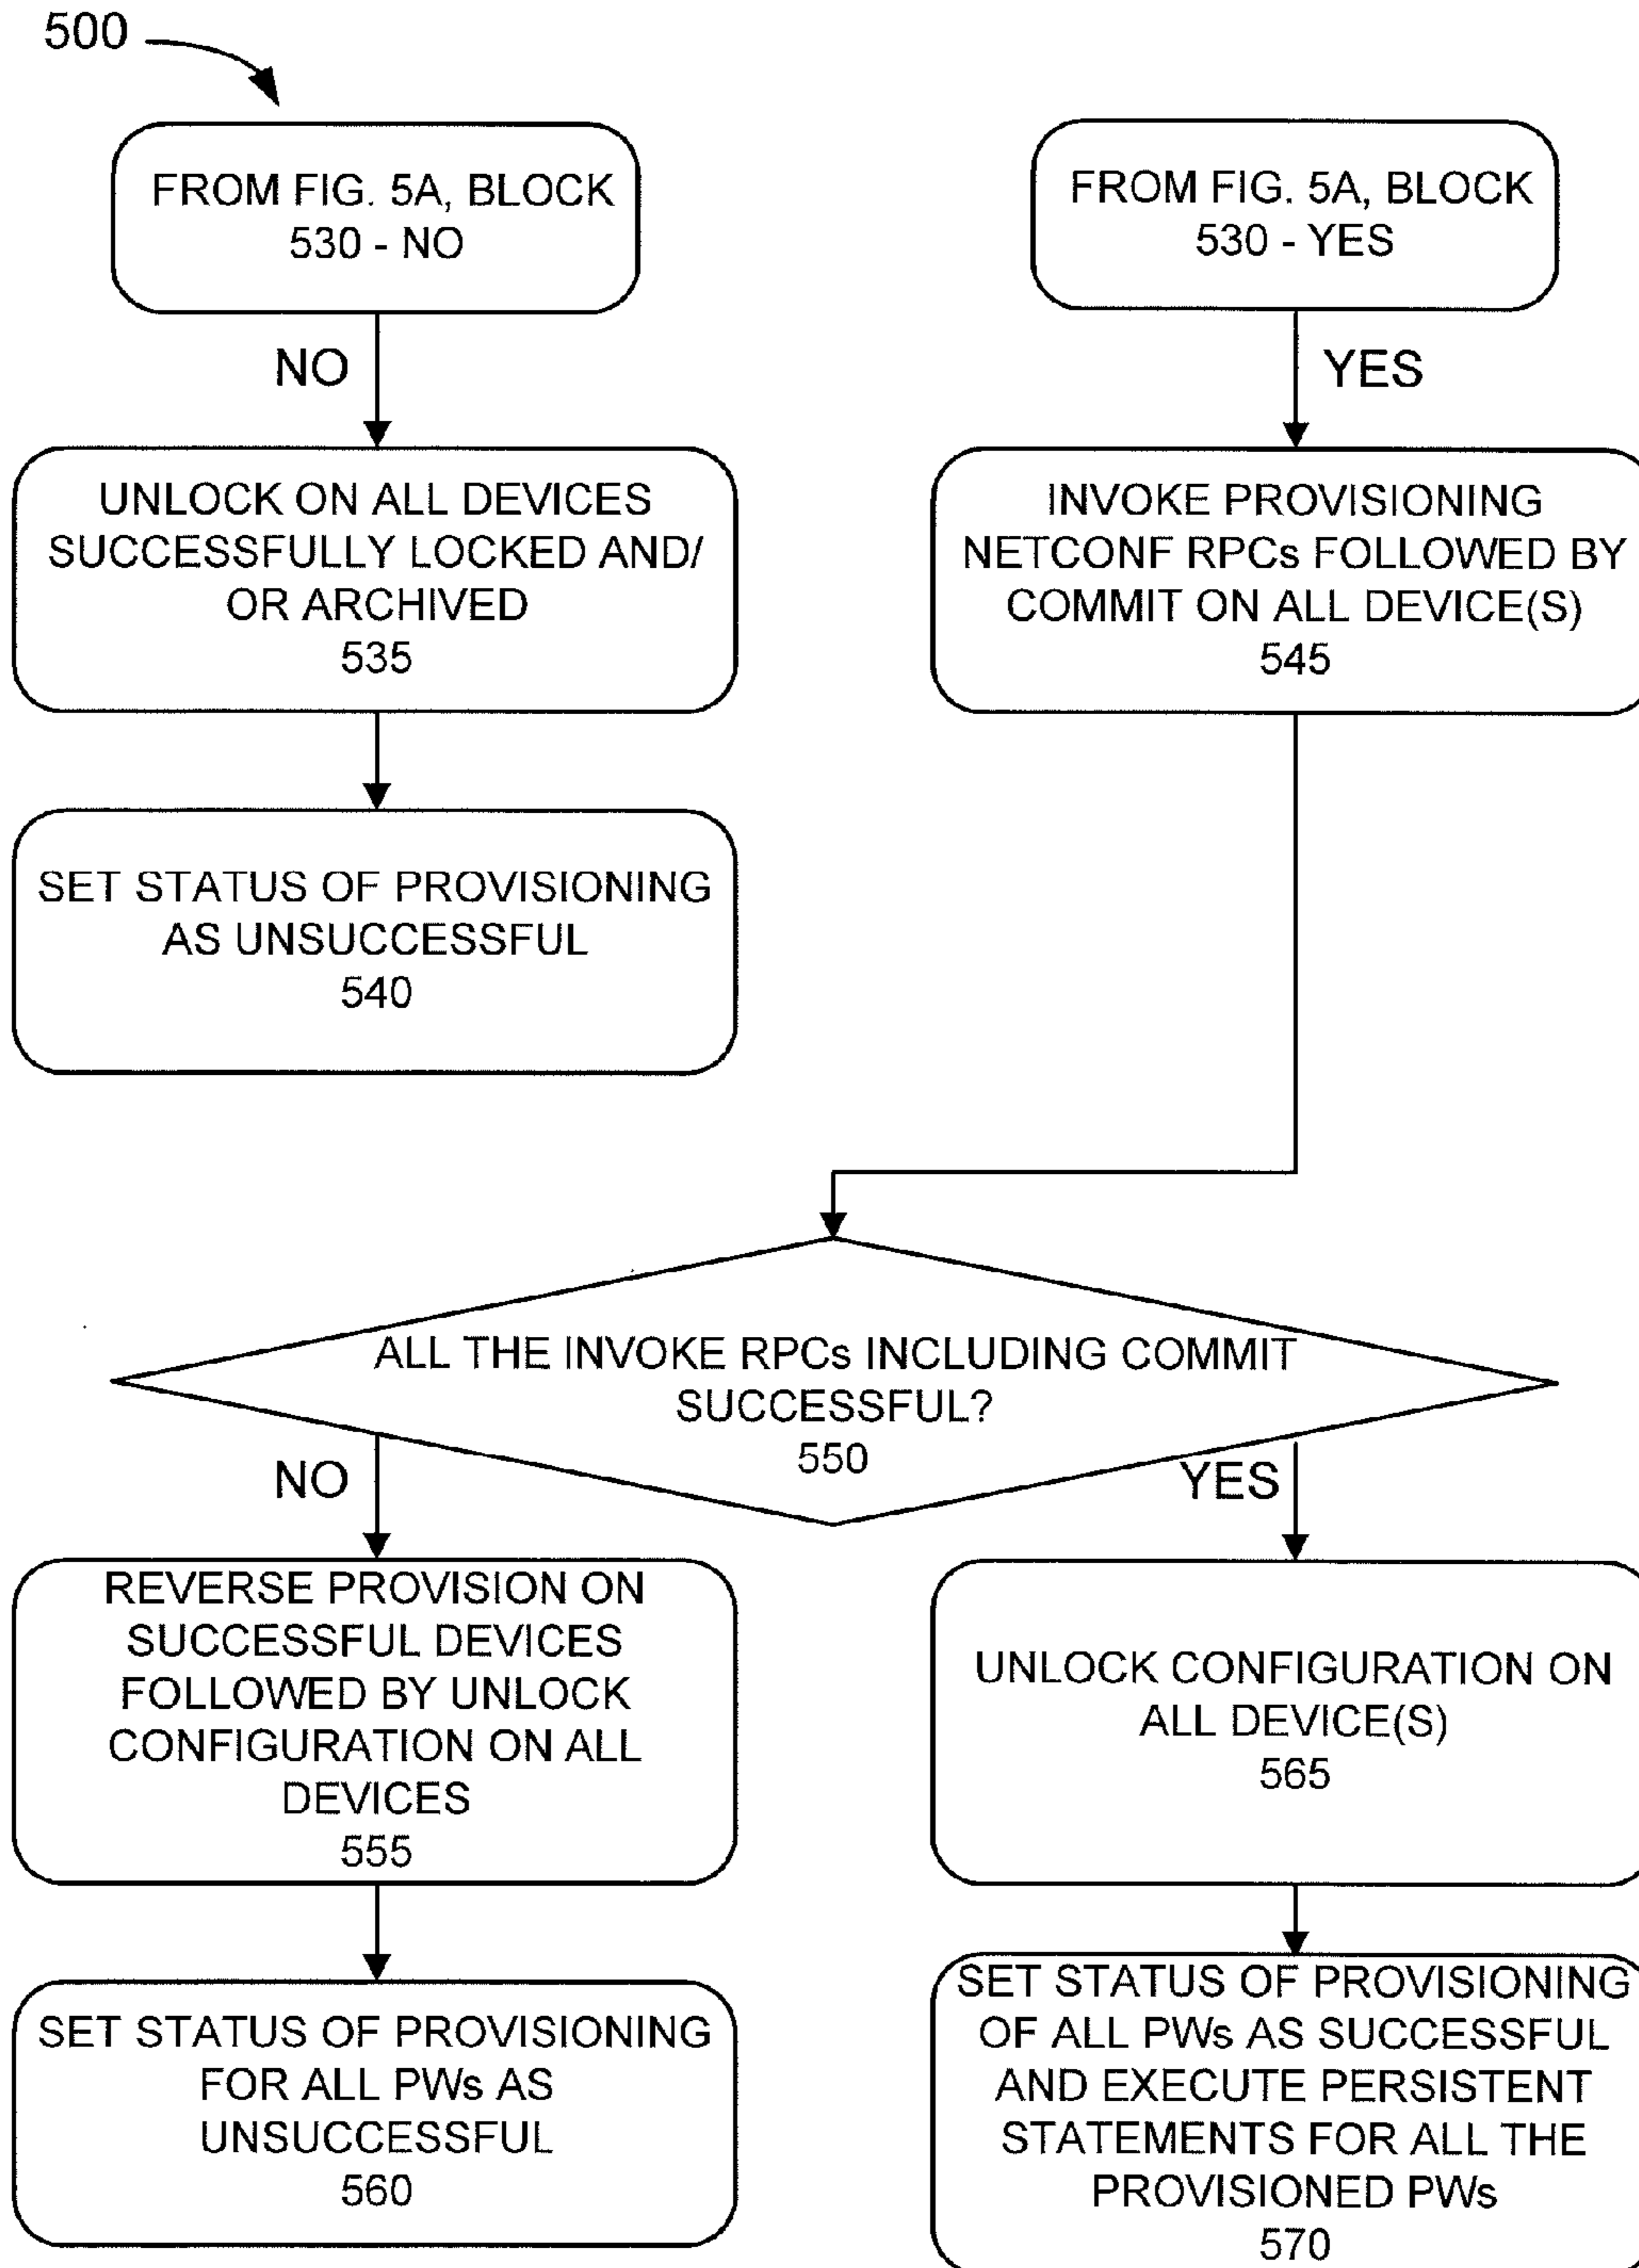 500
FROM FIG. 5A, BLOCK
530 - NO
FROM FIG. 5A, BLOCK
530 - YES
NO
YES
UNLOCK ON ALL DEVICES
SUCCESSFULLY LOCKED AND/
OR ARCHIVED
535
INVOKE PROVISIONING
NETCONF RPCs FOLLOWED BY
COMMIT ON ALL DEVICE(S)
545
SET STATUS OF PROVISIONING
AS UNSUCCESSFUL
540
ALL THE INVOKE RPCs INCLUDING COMMIT
SUCCESSFUL?
550
NO
YES
REVERSE PROVISION ON
SUCCESSFUL DEVICES
FOLLOWED BY UNLOCK
CONFIGURATION ON ALL
DEVICES
555
UNLOCK CONFIGURATION ON
ALL DEVICE(S)
565
SET STATUS OF PROVISIONING
FOR ALL PWs AS
UNSUCCESSFUL
560
SET STATUS OF PROVISIONING
OF ALL PWs AS SUCCESSFUL
AND EXECUTE PERSISTENT
STATEMENTS FOR ALL THE
PROVISIONED PWs
570